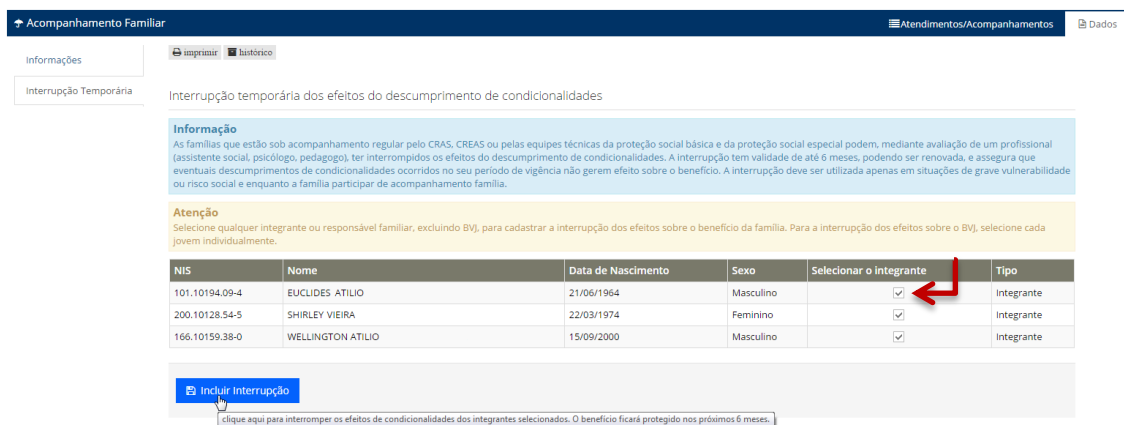 Acompanhamento Familiar
Atendimentos/Acompanhamentos
Dados
Informações
Interrupção Temporária
imprimir histórico
Interrupção temporária dos efeitos do descumprimento de condicionalidades
Informação
As famílias que estão sob acompanhamento regular pelo CRAS, CREAS ou pelas equipes técnicas da proteção social básica e da proteção social especial podem, mediante avaliação de um profissional
(assistente social, psicólogo, pedagogo), ter interrompidos os efeitos do descumprimento de condicionalidades. A interrupção tem validade de até 6 meses, podendo ser renovada, e assegura que
eventuais descumprimentos de condicionalidades ocorridos no seu período de vigência não gerem efeito sobre o benefício. A interrupção deve ser utilizada apenas em situações de grave vulnerabilidade
ou risco social e enquanto a família participar de acompanhamento família.
Atenção
Selecione qualquer integrante ou responsável familiar, excluindo BVJ, para cadastrar a interrupção dos efeitos sobre o benefício da família. Para a interrupção dos efeitos sobre o BVJ, selecione cada
jovem individualmente.
NIS Nome Data de Nascimento Sexo Selecionar o integrante Tipo
101.10194.09-4 EUCLIDES ATILIO 21/06/1964 Masculino Integrante
200.10128.54-5 SHIRLEY VIEIRA 22/03/1974 Feminino Integrante
166.10159.38-0 WELLINGTON ATILIO 15/09/2000 Masculino Integrante
Incluir Interrupção
clique aqui para interromper os efeitos de condicionalidades dos integrantes selecionados. O benefício ficará protegido nos próximos 6 meses.